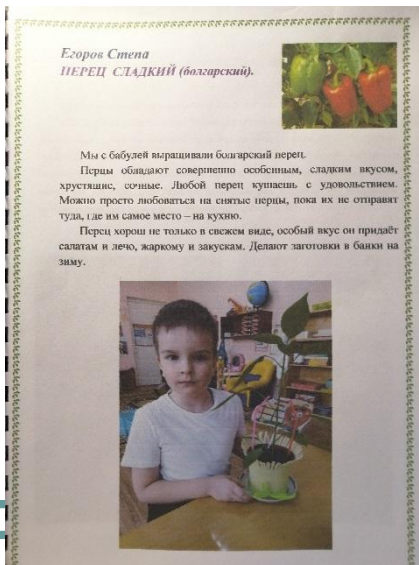 Егоров Степа
ПЕРЕЦ СЛАДКИЙ (болгарский).
Мы с бабулей выращивали болгарский перец.
Перцы обладают совершенно особенным, сладким вкусом,
хрустящие, сочные. Любой перец кушаешь с удовольствием.
Можно просто любоваться на снятые перцы, пока их не отправят
туда, где им самое место – на кухню.
Перец хорош не только в свежем виде, особый вкус он придаёт
салатам и лечо, жаркому и закускам. Делают заготовки в банки на
зиму.